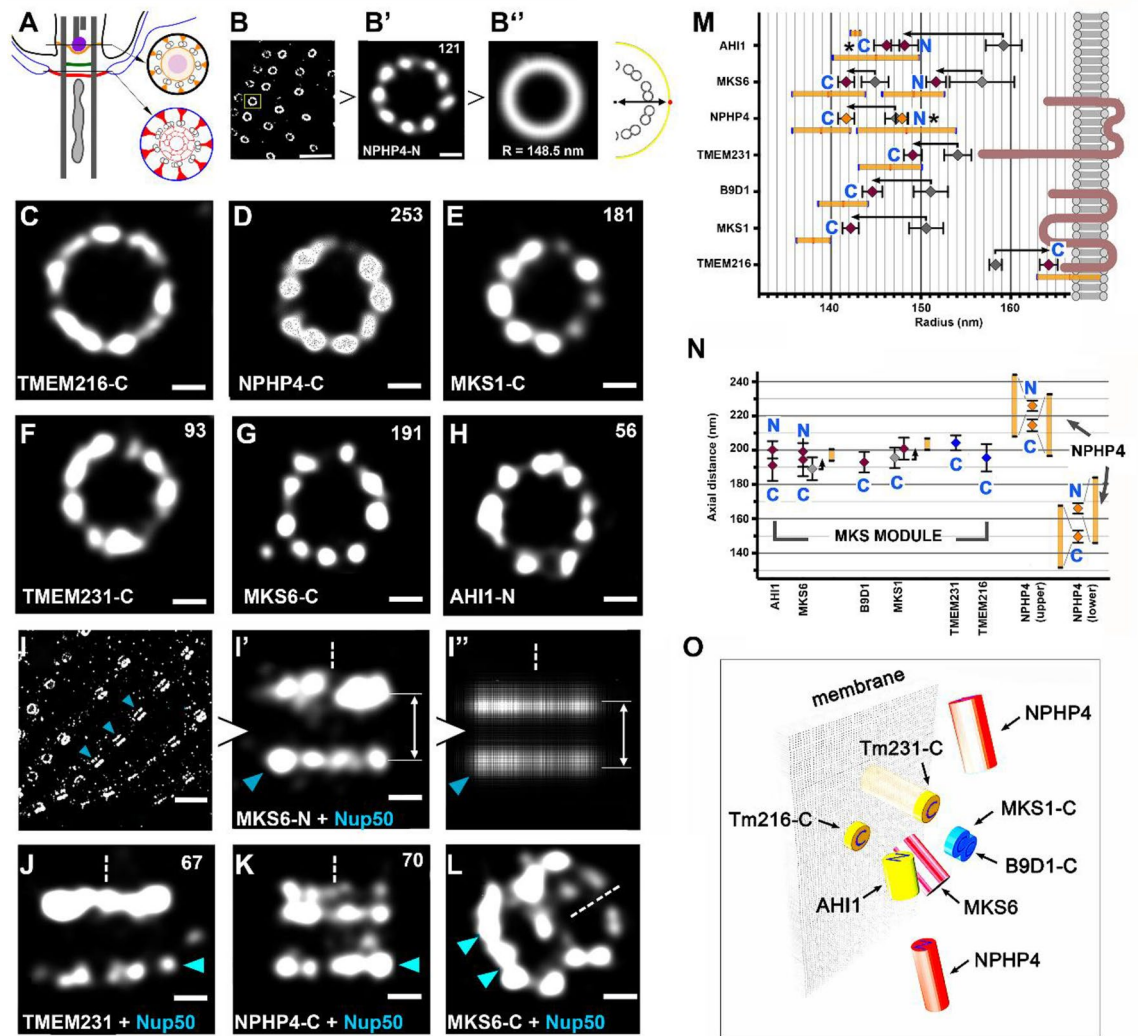 A
B
B'
121
NPHP4-N
B''
R = 148.5 nm
C
TMEM216-C
D
253
NPHP4-C
E
181
MKS1-C
F
93
TMEM231-C
G
191
MKS6-C
H
56
AHI1-N
I
I'
MKS6-N + Nup50
I''
J
67
TMEM231 + Nup50
K
70
NPHP4-C + Nup50
L
MKS6-C + Nup50
M
AHI1
* C N
MKS6
C N
NPHP4
C N *
TMEM231
C
B9D1
C
MKS1
C
TMEM216
C
140 150 160
Radius (nm)
N
Axial distance (nm)
240
220
200
180
160
140
N N N N
C C C C C C
NPHP4
N
C
MKS MODULE
AHI1
MKS6
B9D1
MKS1
TMEM231
TMEM216
NPHP4
(upper)
NPHP4
(lower)
O
membrane
NPHP4
Tm231-C
C
MKS1-C
Tm216-C
C
C
N
B9D1-C
AHI1
MKS6
NPHP4